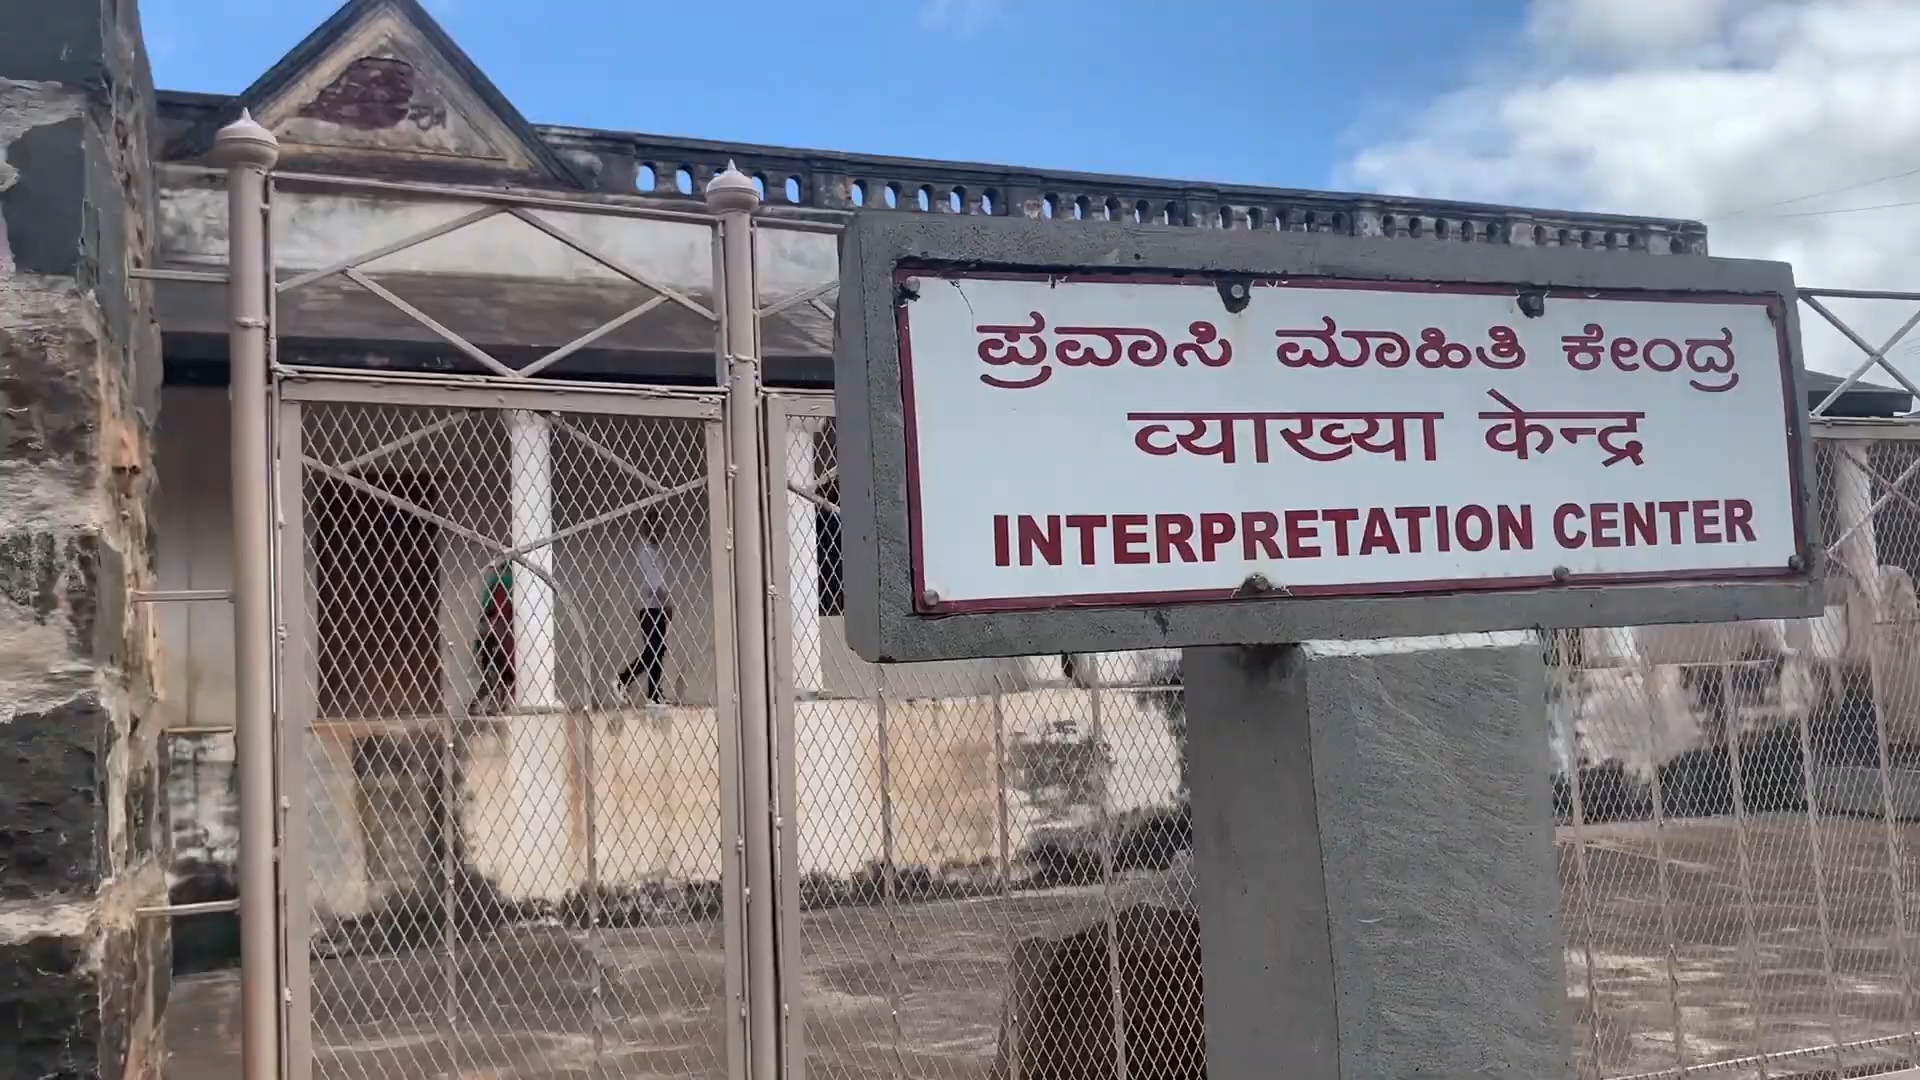 ಪ್ರವಾಸಿ ಮಾಹಿತಿ ಕೇಂದ್ರ
व्याख्या केन्द्र
INTERPRETATION CENTER